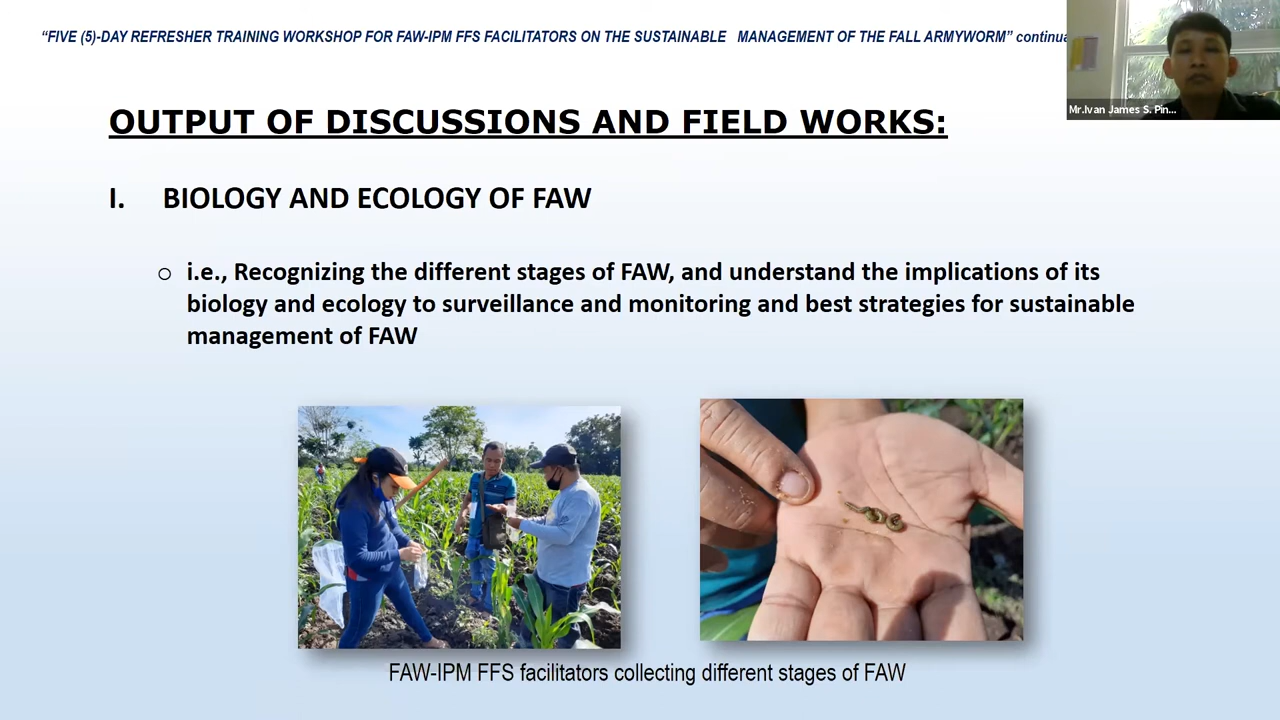 “FIVE (5)-DAY REFRESHER TRAINING WORKSHOP FOR FAW-IPM FFS FACILITATORS ON THE SUSTAINABLE MANAGEMENT OF THE FALL ARMYWORM” continua
Mr.Ivan James S. Pin...
OUTPUT OF DISCUSSIONS AND FIELD WORKS:
I. BIOLOGY AND ECOLOGY OF FAW
○ i.e., Recognizing the different stages of FAW, and understand the implications of its
biology and ecology to surveillance and monitoring and best strategies for sustainable
management of FAW
FAW-IPM FFS facilitators collecting different stages of FAW